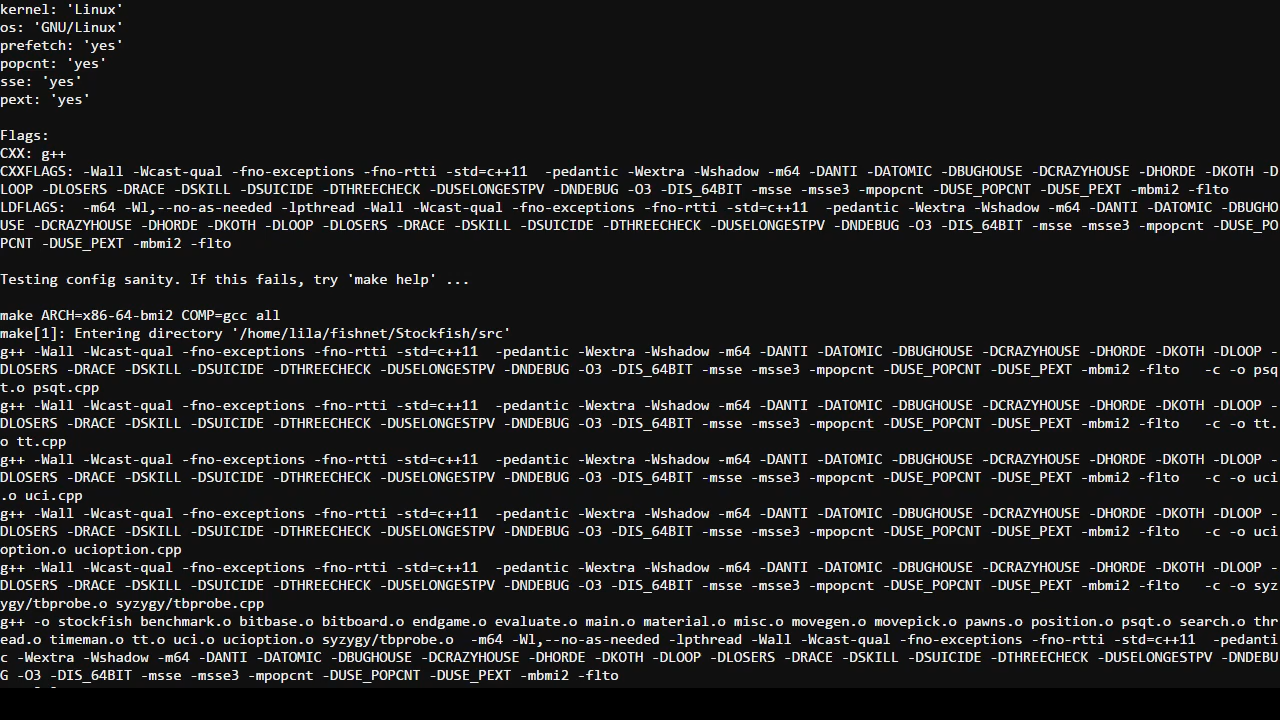 kernel: 'Linux'
os: 'GNU/Linux'
prefetch: 'yes'
popcnt: 'yes'
sse: 'yes'
pext: 'yes'

Flags:
CXX: g++
CXXFLAGS: -Wall -Wcast-qual -fno-exceptions -fno-rtti -std=c++11  -pedantic -Wextra -Wshadow -m64 -DANTI -DATOMIC -DBUGHOUSE -DCRAZYHOUSE -DHORDE -DKOTH -D
LOOP -DLOSERS -DRACE -DSKILL -DSUICIDE -DTHREECHECK -DUSELONGESTPV -DNDEBUG -O3 -DIS_64BIT -msse -msse3 -mpopcnt -DUSE_POPCNT -DUSE_PEXT -mbmi2 -flto
LDFLAGS:  -m64 -Wl,--no-as-needed -lpthread -Wall -Wcast-qual -fno-exceptions -fno-rtti -std=c++11  -pedantic -Wextra -Wshadow -m64 -DANTI -DATOMIC -DBUGHO
USE -DCRAZYHOUSE -DHORDE -DKOTH -DLOOP -DLOSERS -DRACE -DSKILL -DSUICIDE -DTHREECHECK -DUSELONGESTPV -DNDEBUG -O3 -DIS_64BIT -msse -msse3 -mpopcnt -DUSE_PO
PCNT -DUSE_PEXT -mbmi2 -flto

Testing config sanity. If this fails, try 'make help' ...

make ARCH=x86-64-bmi2 COMP=gcc all
make[1]: Entering directory '/home/lila/fishnet/Stockfish/src'
g++ -Wall -Wcast-qual -fno-exceptions -fno-rtti -std=c++11  -pedantic -Wextra -Wshadow -m64 -DANTI -DATOMIC -DBUGHOUSE -DCRAZYHOUSE -DHORDE -DKOTH -DLOOP -
DLOSERS -DRACE -DSKILL -DSUICIDE -DTHREECHECK -DUSELONGESTPV -DNDEBUG -O3 -DIS_64BIT -msse -msse3 -mpopcnt -DUSE_POPCNT -DUSE_PEXT -mbmi2 -flto   -c -o psq
t.o psqt.cpp
g++ -Wall -Wcast-qual -fno-exceptions -fno-rtti -std=c++11  -pedantic -Wextra -Wshadow -m64 -DANTI -DATOMIC -DBUGHOUSE -DCRAZYHOUSE -DHORDE -DKOTH -DLOOP -
DLOSERS -DRACE -DSKILL -DSUICIDE -DTHREECHECK -DUSELONGESTPV -DNDEBUG -O3 -DIS_64BIT -msse -msse3 -mpopcnt -DUSE_POPCNT -DUSE_PEXT -mbmi2 -flto   -c -o tt.
o tt.cpp
g++ -Wall -Wcast-qual -fno-exceptions -fno-rtti -std=c++11  -pedantic -Wextra -Wshadow -m64 -DANTI -DATOMIC -DBUGHOUSE -DCRAZYHOUSE -DHORDE -DKOTH -DLOOP -
DLOSERS -DRACE -DSKILL -DSUICIDE -DTHREECHECK -DUSELONGESTPV -DNDEBUG -O3 -DIS_64BIT -msse -msse3 -mpopcnt -DUSE_POPCNT -DUSE_PEXT -mbmi2 -flto   -c -o uci
.o uci.cpp
g++ -Wall -Wcast-qual -fno-exceptions -fno-rtti -std=c++11  -pedantic -Wextra -Wshadow -m64 -DANTI -DATOMIC -DBUGHOUSE -DCRAZYHOUSE -DHORDE -DKOTH -DLOOP -
DLOSERS -DRACE -DSKILL -DSUICIDE -DTHREECHECK -DUSELONGESTPV -DNDEBUG -O3 -DIS_64BIT -msse -msse3 -mpopcnt -DUSE_POPCNT -DUSE_PEXT -mbmi2 -flto   -c -o uci
option.o ucioption.cpp
g++ -Wall -Wcast-qual -fno-exceptions -fno-rtti -std=c++11  -pedantic -Wextra -Wshadow -m64 -DANTI -DATOMIC -DBUGHOUSE -DCRAZYHOUSE -DHORDE -DKOTH -DLOOP -
DLOSERS -DRACE -DSKILL -DSUICIDE -DTHREECHECK -DUSELONGESTPV -DNDEBUG -O3 -DIS_64BIT -msse -msse3 -mpopcnt -DUSE_POPCNT -DUSE_PEXT -mbmi2 -flto   -c -o syz
ygy/tbprobe.o syzygy/tbprobe.cpp
g++ -o stockfish benchmark.o bitbase.o bitboard.o endgame.o evaluate.o main.o material.o misc.o movegen.o movepick.o pawns.o position.o psqt.o search.o thr
ead.o timeman.o tt.o uci.o ucioption.o syzygy/tbprobe.o  -m64 -Wl,--no-as-needed -lpthread -Wall -Wcast-qual -fno-exceptions -fno-rtti -std=c++11  -pedanti
c -Wextra -Wshadow -m64 -DANTI -DATOMIC -DBUGHOUSE -DCRAZYHOUSE -DHORDE -DKOTH -DLOOP -DLOSERS -DRACE -DSKILL -DSUICIDE -DTHREECHECK -DUSELONGESTPV -DNDEBU
G -O3 -DIS_64BIT -msse -msse3 -mpopcnt -DUSE_POPCNT -DUSE_PEXT -mbmi2 -flto